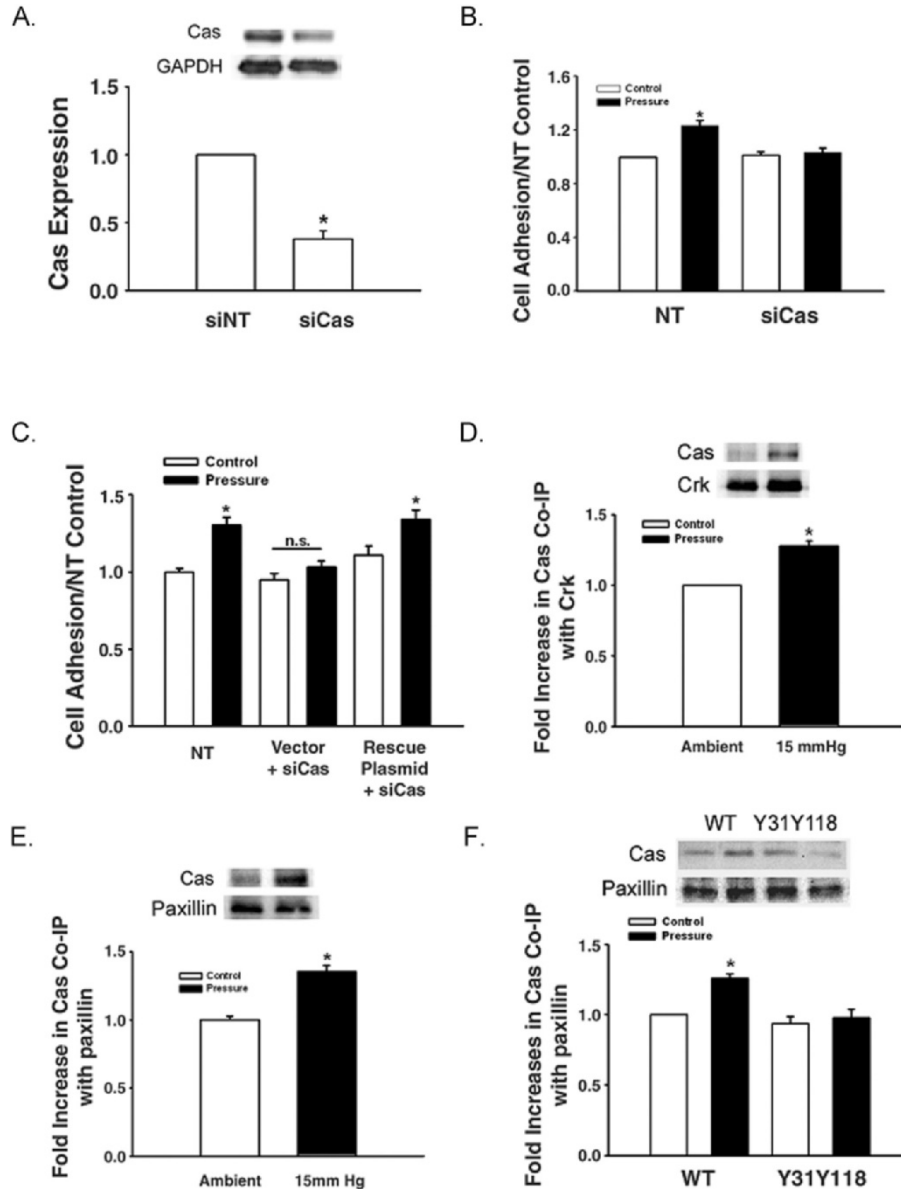 A.
Cas
GAPDH
Cas Expression
1.0
0.5
0.0
*
siNT siCas
B.
Cell Adhesion/NT Control
1.6
1.2
0.8
0.4
0.0
Control
Pressure
*
NT siCas
C.
Cell Adhesion/NT Control
1.5
1.0
0.5
0.0
Control
Pressure
*
n.s.
*
NT
Vector
+ siCas
Rescue
Plasmid
+ siCas
D.
Cas
Crk
Fold Increase in Cas Co-IP
with Crk
1.5
1.0
0.5
0.0
Control
Pressure
*
Ambient 15 mmHg
E.
Cas
Paxillin
Fold Increase in Cas Co-IP
with paxillin
1.5
1.0
0.5
0.0
Control
Pressure
*
Ambient 15mm Hg
F.
WT Y31Y118
Cas
Paxillin
Fold Increases in Cas Co-IP
with paxillin
1.5
1.0
0.5
0.0
Control
Pressure
*
WT Y31Y118